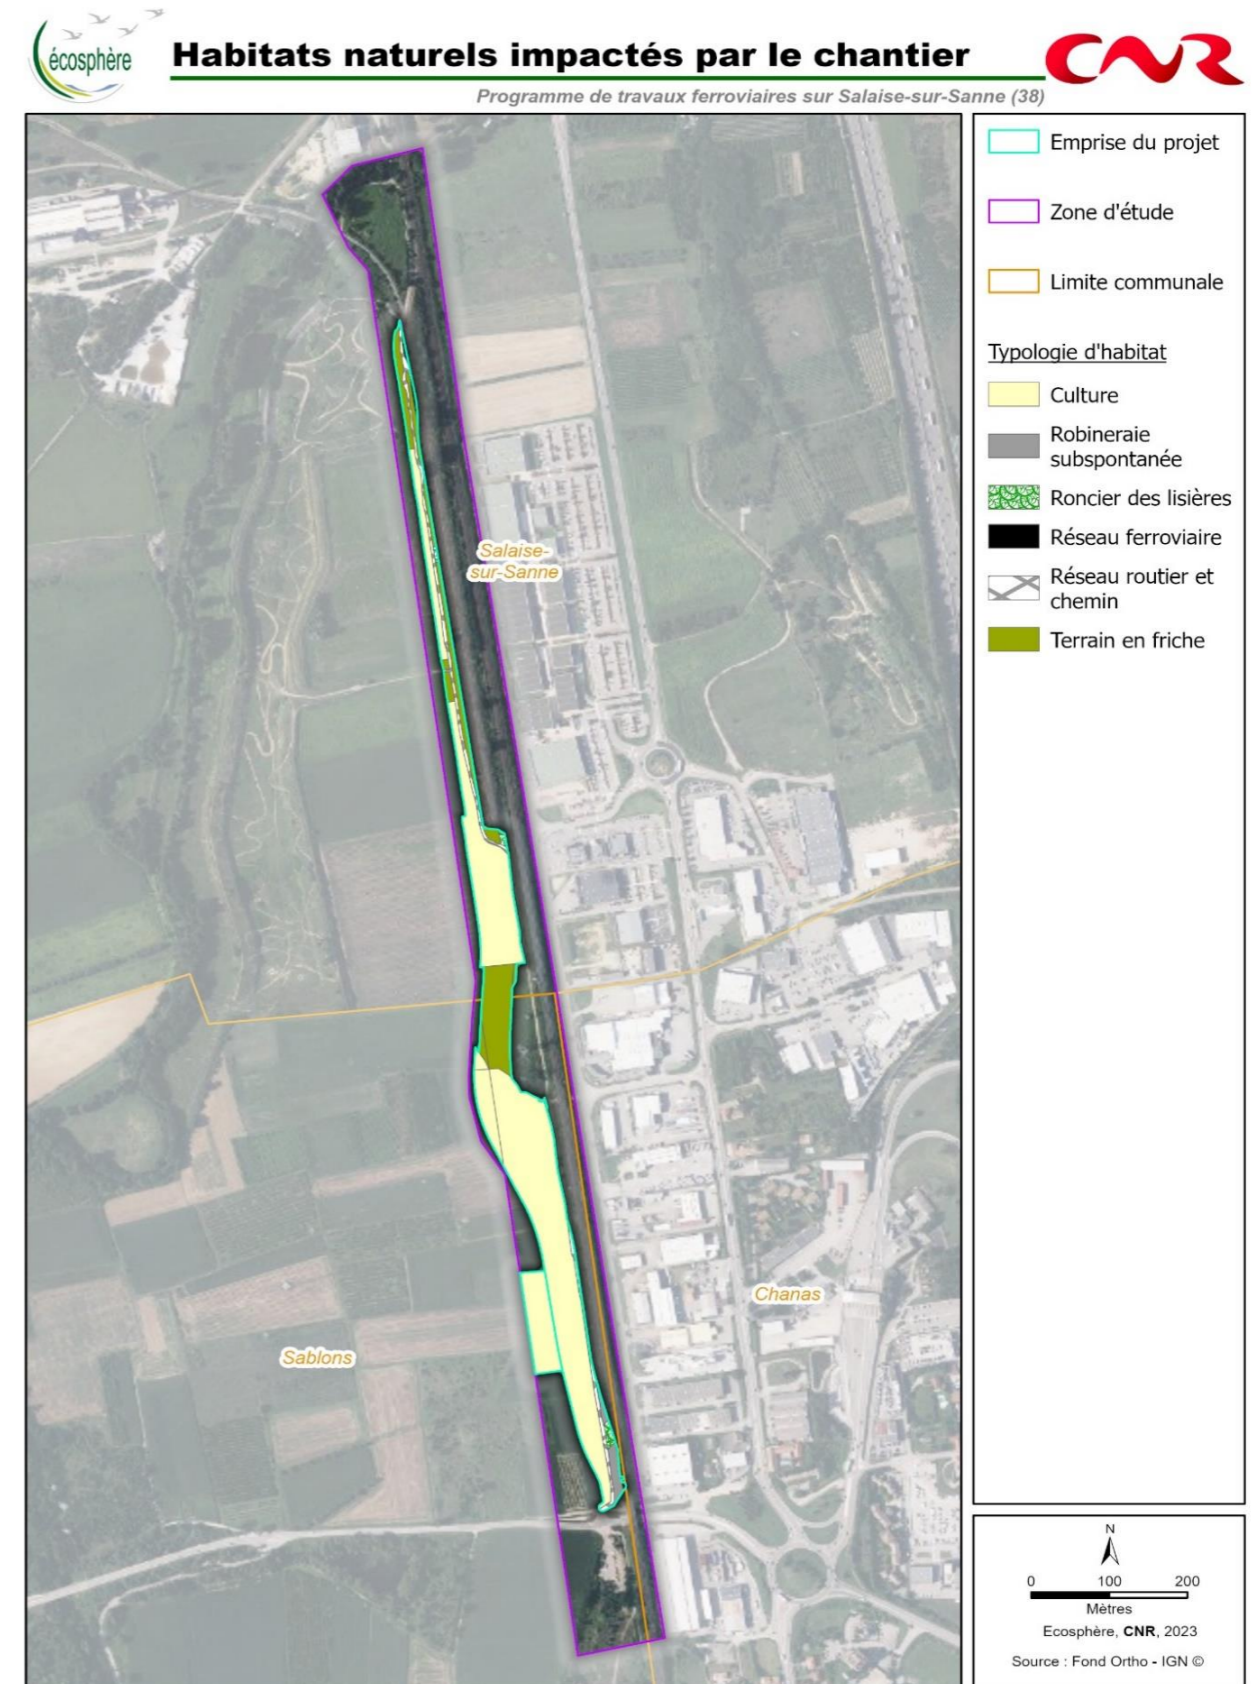 écosphère
Habitats naturels impactés par le chantier
CNR
Programme de travaux ferroviaires sur Salaise-sur-Sanne (38)
Emprise du projet
Zone d'étude
Limite communale
Typologie d'habitat
Culture
Robineraie
subspontanée
Roncier des lisières
Réseau ferroviaire
Réseau routier et
chemin
Terrain en friche
Salaise-
sur-Sanne
Chanas
Sablons
N
0 100 200
Mètres
Ecosphère, CNR, 2023
Source : Fond Ortho - IGN ©